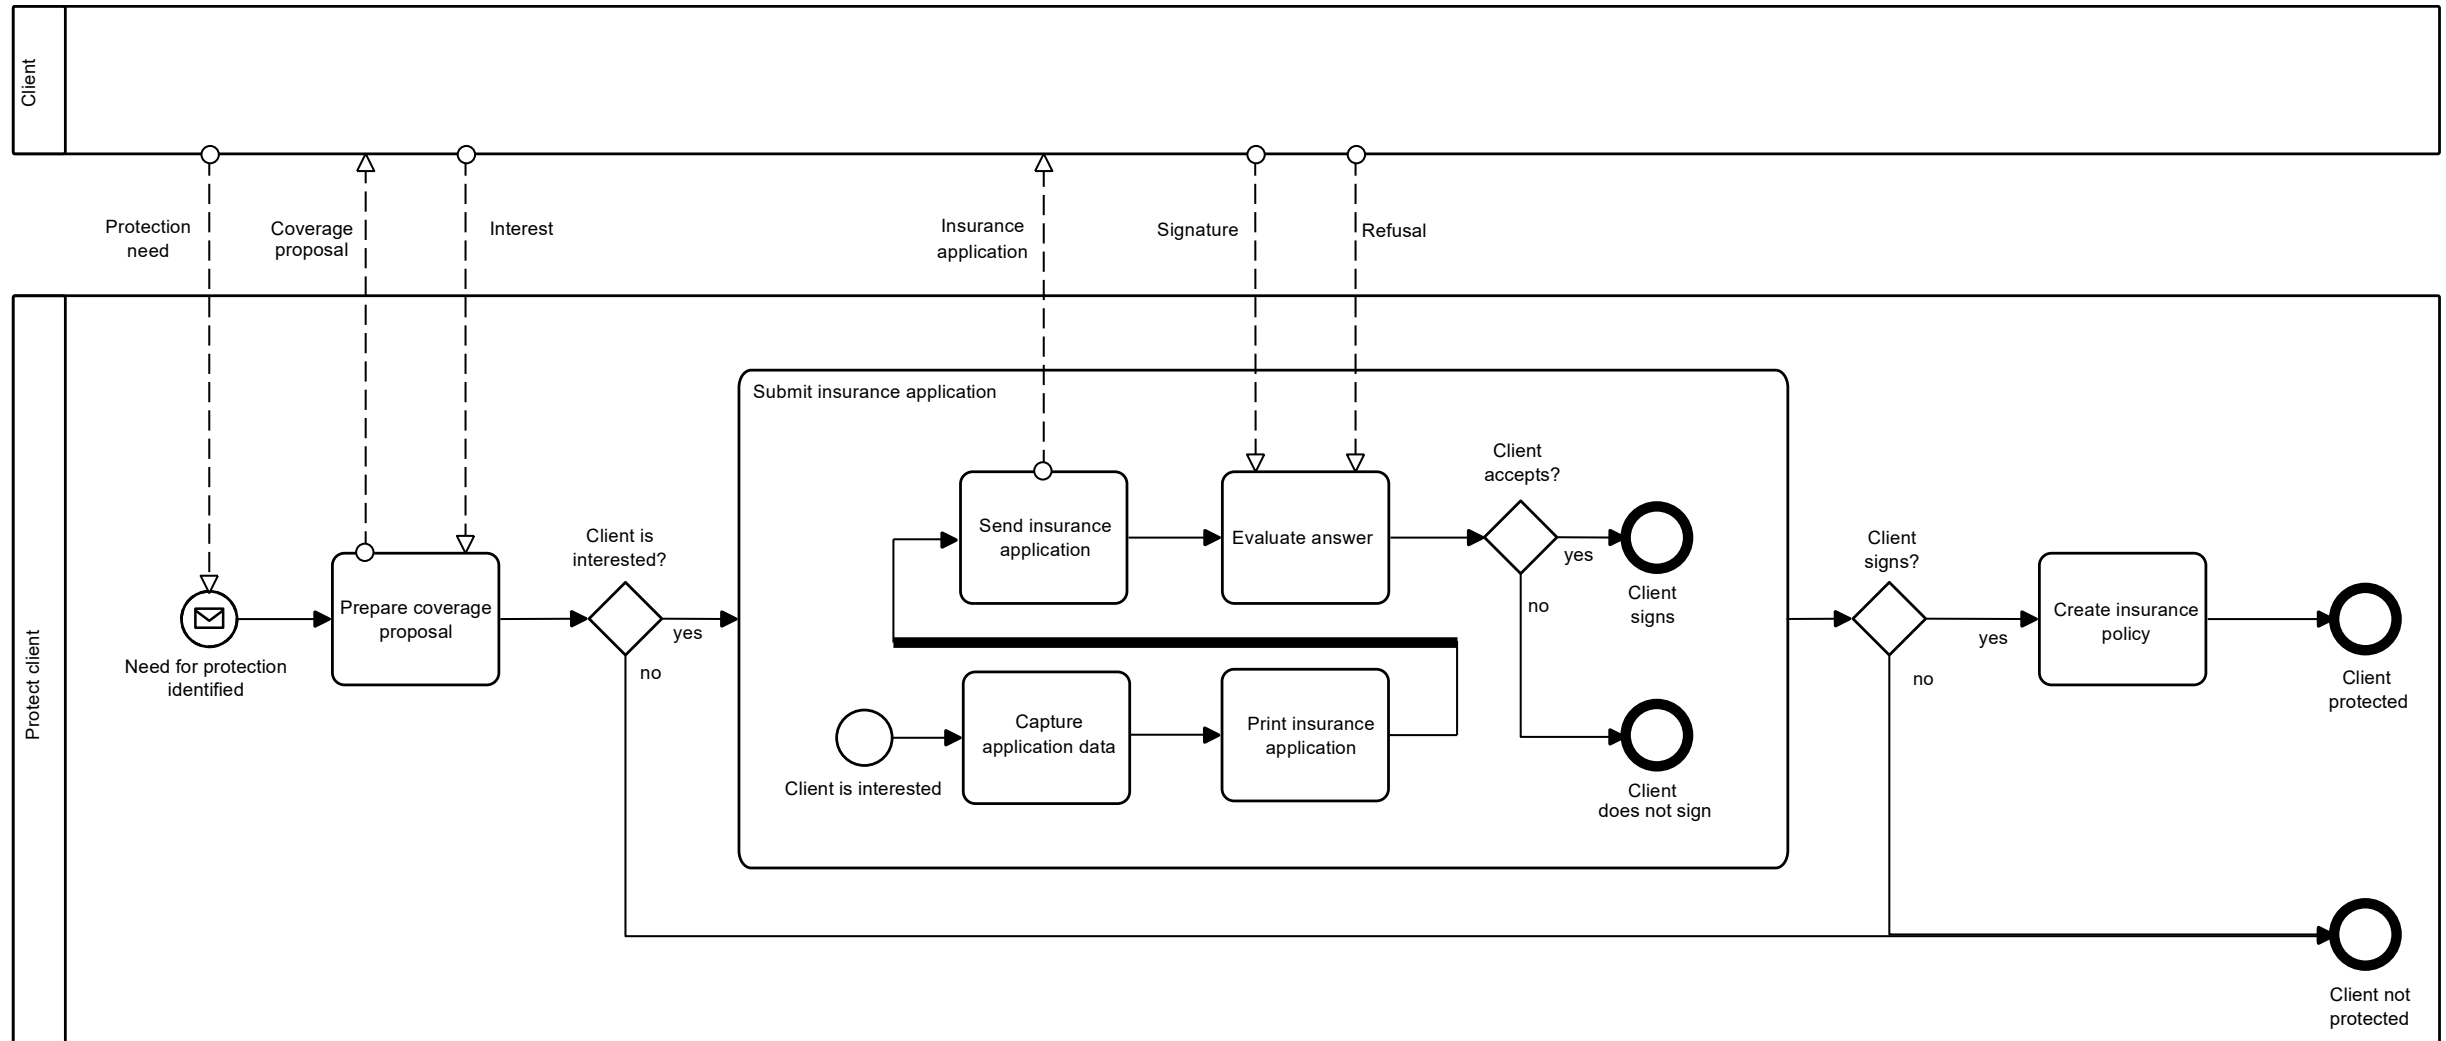 Client
Protection
need
Coverage
proposal
Interest
Insurance
application
Signature
Refusal
Protect client
Need for protection
identified
Prepare coverage
proposal
Client is
interested?
yes
no
Submit insurance application
Send insurance
application
Evaluate answer
Client
accepts?
yes
no
Client
signs
Client is interested
Capture
application data
Print insurance
application
Client
does not sign
Client
signs?
yes
no
Create insurance
policy
Client
protected
Client not
protected